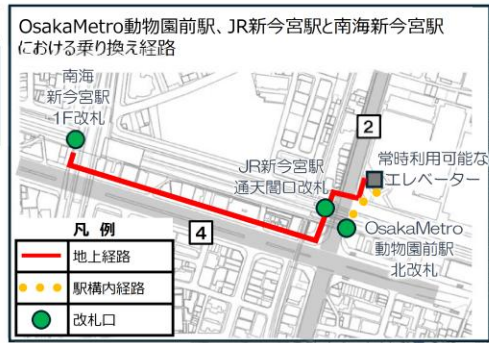 OsakaMetro動物園前駅、JR新今宮駅と南海新今宮駅
における乗り換え経路
南海
新今宮駅
1F改札
2
常時利用可能な
エレベーター
JR新今宮駅
通天閣口改札
OsakaMetro
動物園前駅
北改札
4
凡 例
地上経路
駅構内経路
改札口